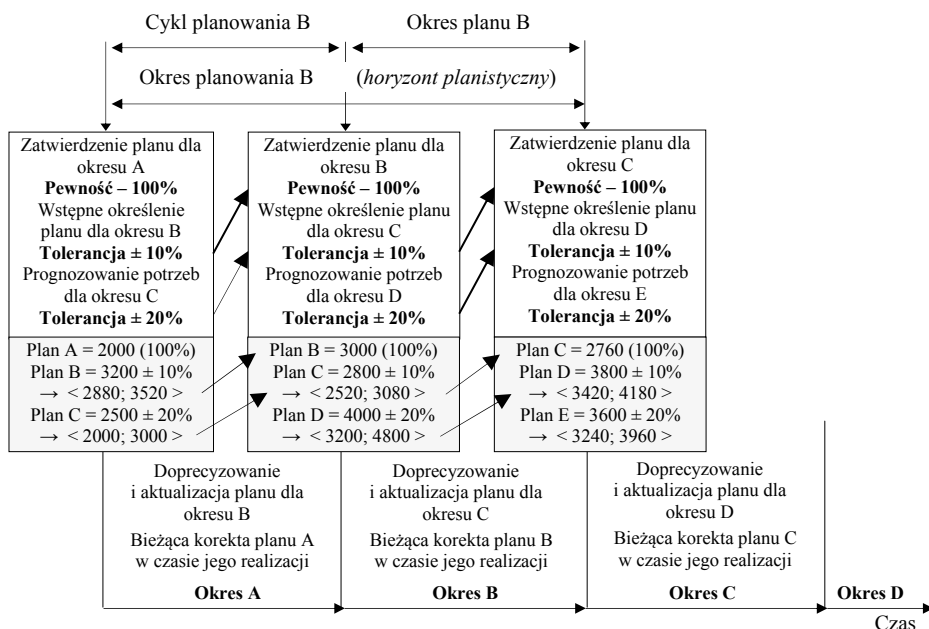 Cykl planowania B
Okres planu B
Okres planowania B
(horyzont planistyczny)
Zatwierdzenie planu dla
okresu A
Pewność – 100%
Wstępne określenie
planu dla okresu B
Tolerancja ± 10%
Prognozowanie potrzeb
dla okresu C
Tolerancja ± 20%
Plan A = 2000 (100%)
Plan B = 3200 ± 10%
→ < 2880; 3520 >
Plan C = 2500 ± 20%
→ < 2000; 3000 >
Zatwierdzenie planu dla
okresu B
Pewność – 100%
Wstępne określenie planu
dla okresu C
Tolerancja ± 10%
Prognozowanie potrzeb
dla okresu D
Tolerancja ± 20%
Plan B = 3000 (100%)
Plan C = 2800 ± 10%
→ < 2520; 3080 >
Plan D = 4000 ± 20%
→ < 3200; 4800 >
Zatwierdzenie planu dla
okresu C
Pewność – 100%
Wstępne określenie planu
dla okresu D
Tolerancja ± 10%
Prognozowanie potrzeb
dla okresu E
Tolerancja ± 20%
Plan C = 2760 (100%)
Plan D = 3800 ± 10%
→ < 3420; 4180 >
Plan E = 3600 ± 20%
→ < 3240; 3960 >
Doprecyzowanie
i aktualizacja planu dla
okresu B
Bieżąca korekta planu A
w czasie jego realizacji
Okres A
Doprecyzowanie
i aktualizacja planu dla
okresu C
Bieżąca korekta planu B
w czasie jego realizacji
Okres B
Doprecyzowanie
i aktualizacja planu dla
okresu D
Bieżąca korekta planu C
w czasie jego realizacji
Okres C
Okres D
Czas